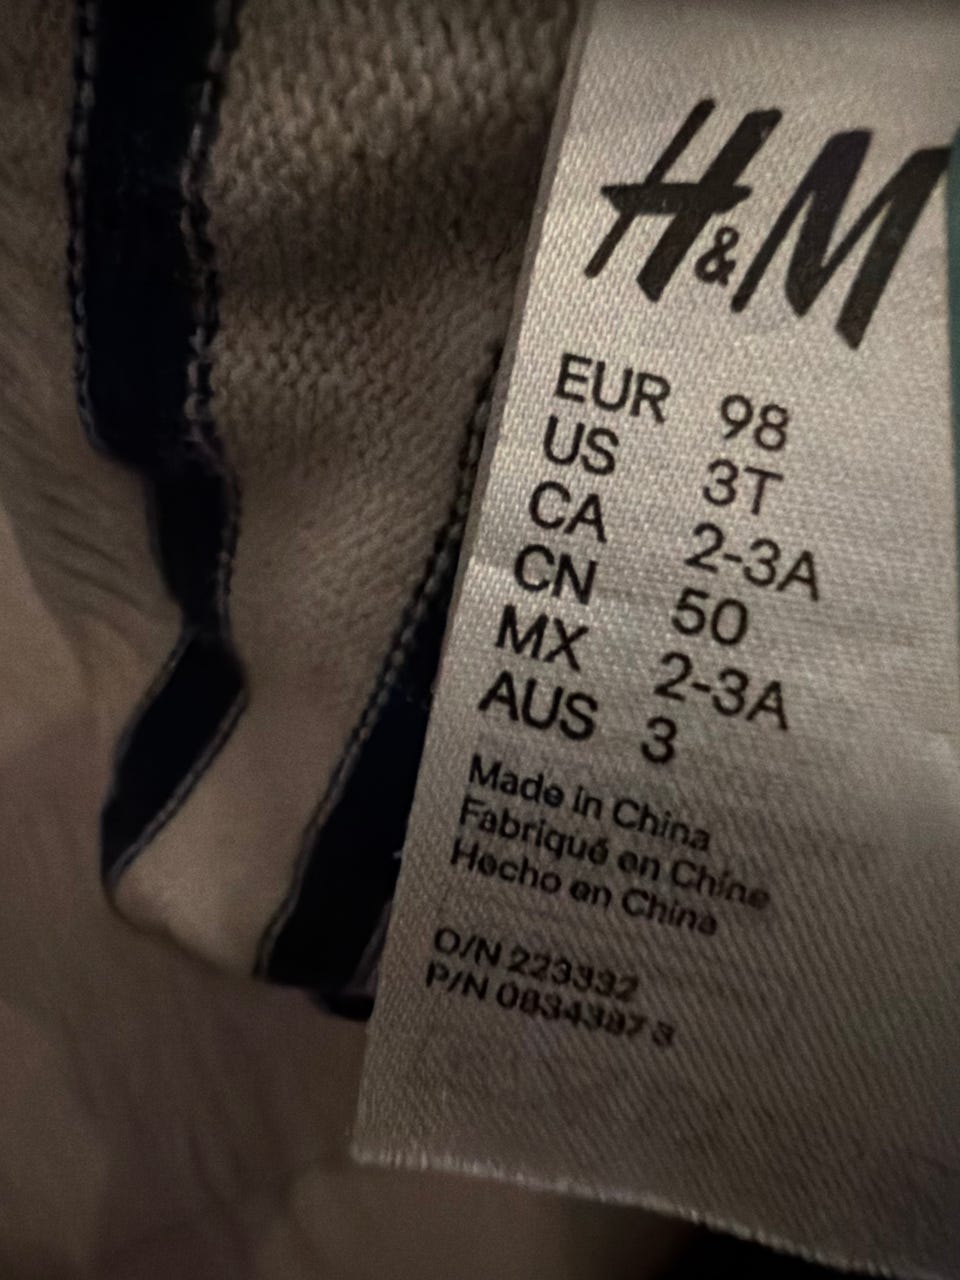 H&M
EUR 98
US 3T
CA 2-3A
CN 50
MX 2-3A
AUS 3
Made in China
Fabriqué en Chine
Hecho en China
O/N
P/N